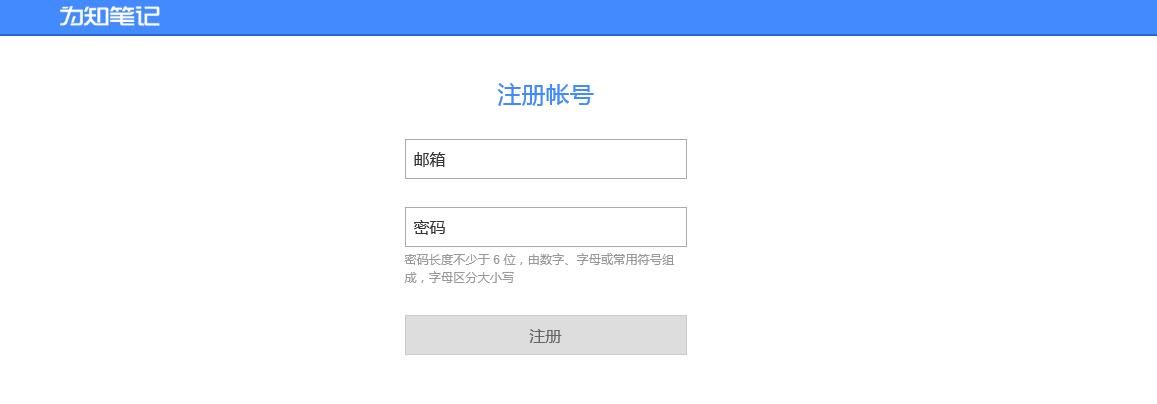 为知笔记
注册帐号
邮箱
密码
密码长度不少于 6 位，由数字、字母或常用符号组
成，字母区分大小写
注册